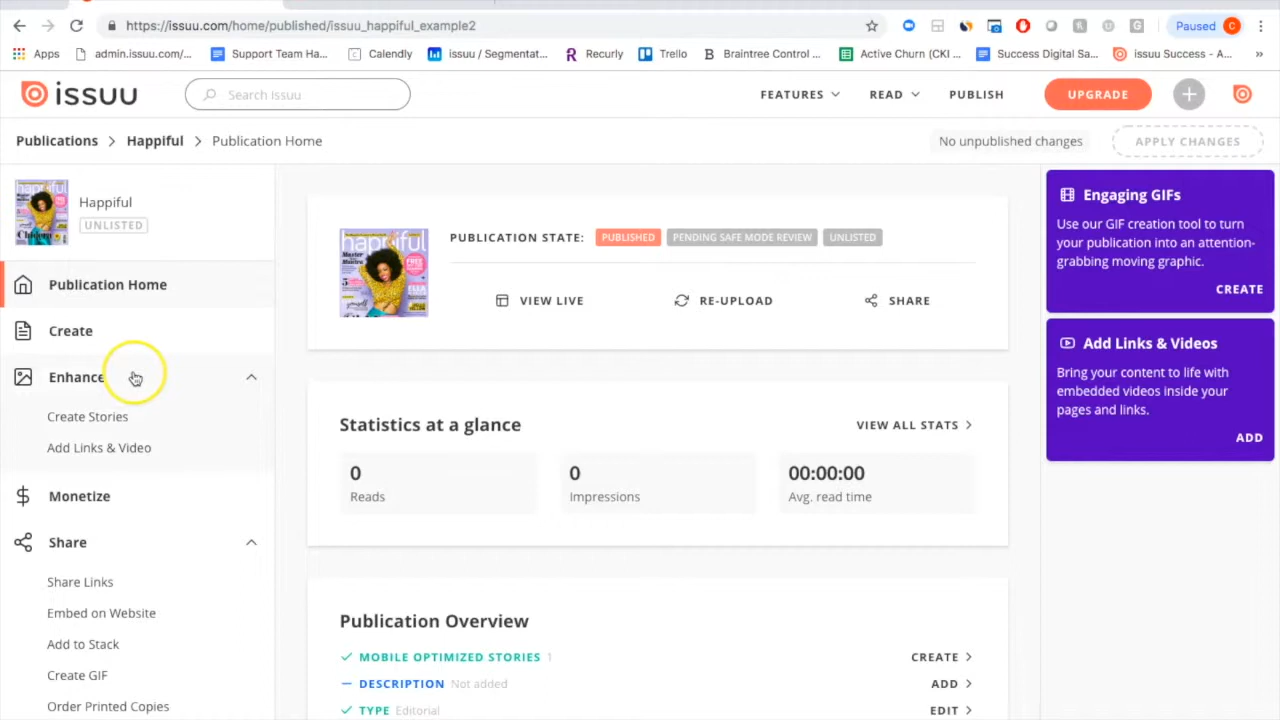 https://issuu.com/home/published/issuu_happiful_example2
Paused C
Apps admin.issuu.com/... Support Team Ha... Calendly issuu / Segmentat... Recurly Trello Braintree Control ... Active Churn (CKI ... Success Digital Sa... issuu Success - A... »
issuu Search Issuu FEATURES READ PUBLISH UPGRADE
Publications > Happiful > Publication Home No unpublished changes APPLY CHANGES
Happiful
UNLISTED
Publication Home
Create
Enhance
Create Stories
Add Links & Video
Monetize
Share
Share Links
Embed on Website
Add to Stack
Create GIF
Order Printed Copies
happiful
PUBLICATION STATE: PUBLISHED PENDING SAFE MODE REVIEW UNLISTED
VIEW LIVE RE-UPLOAD SHARE
Statistics at a glance VIEW ALL STATS >
0 0 00:00:00
Reads Impressions Avg. read time
Publication Overview
MOBILE OPTIMIZED STORIES 1 CREATE >
DESCRIPTION Not added ADD >
TYPE Editorial EDIT >
Engaging GIFs
Use our GIF creation tool to turn
your publication into an attention-
grabbing moving graphic.
CREATE
Add Links & Videos
Bring your content to life with
embedded videos inside your
pages and links.
ADD